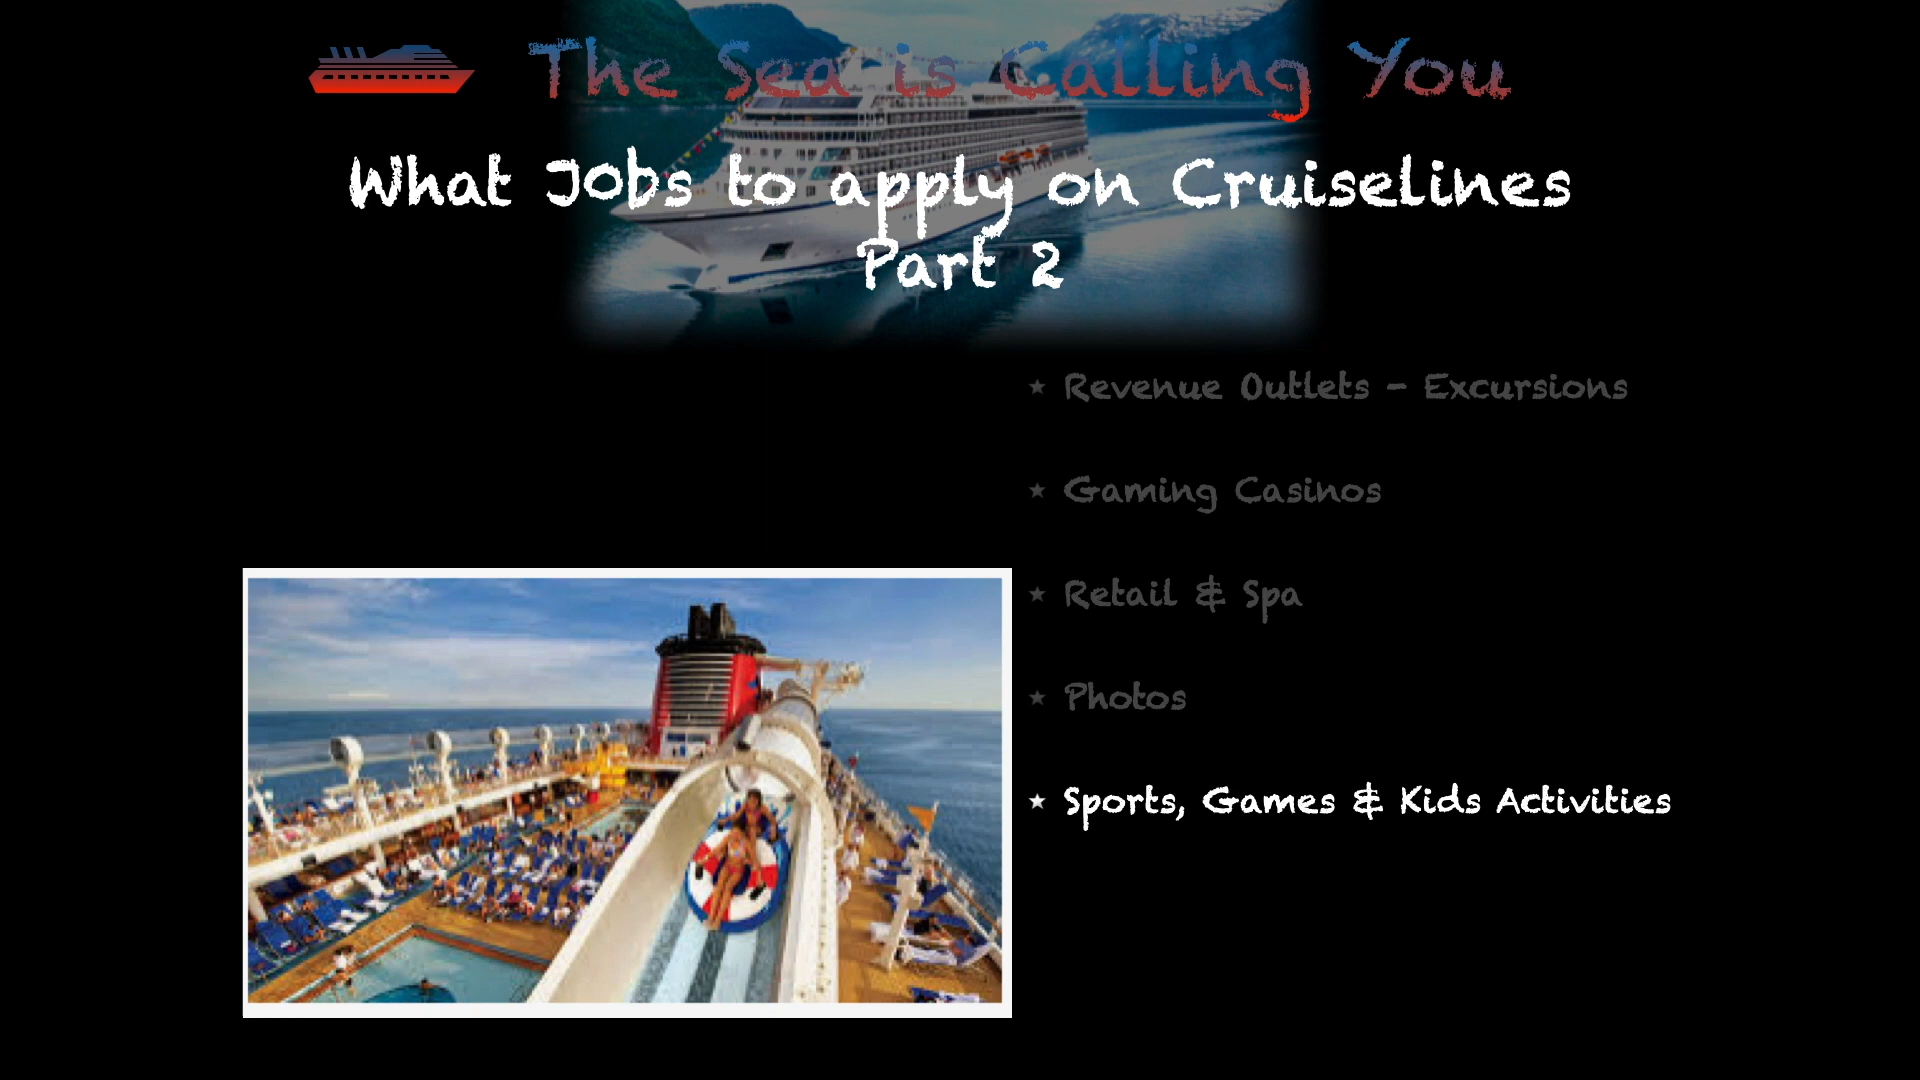 The Sea is Calling You
What Jobs to apply on Cruiselines
Part 2
★ Revenue Outlets - Excursions
★ Gaming Casinos
★ Retail & Spa
★ Photos
★ Sports, Games & Kids Activities